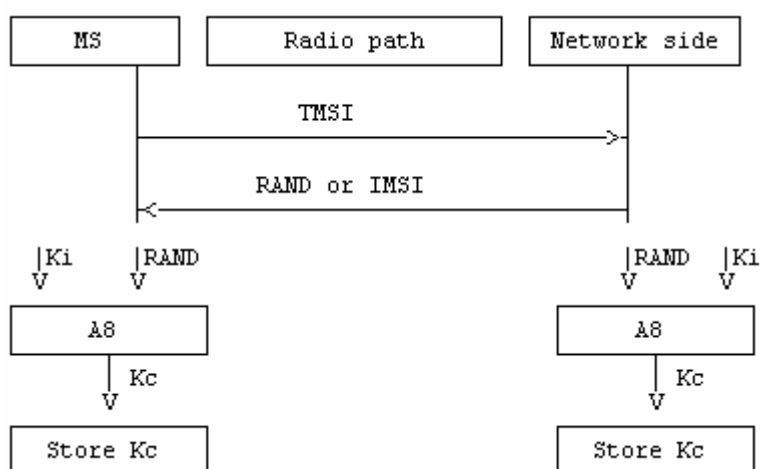 MS Radio path Network side
TMSI
RAND or IMSI
Ki RAND RAND Ki
A8 A8
Kc Kc
Store Kc Store Kc